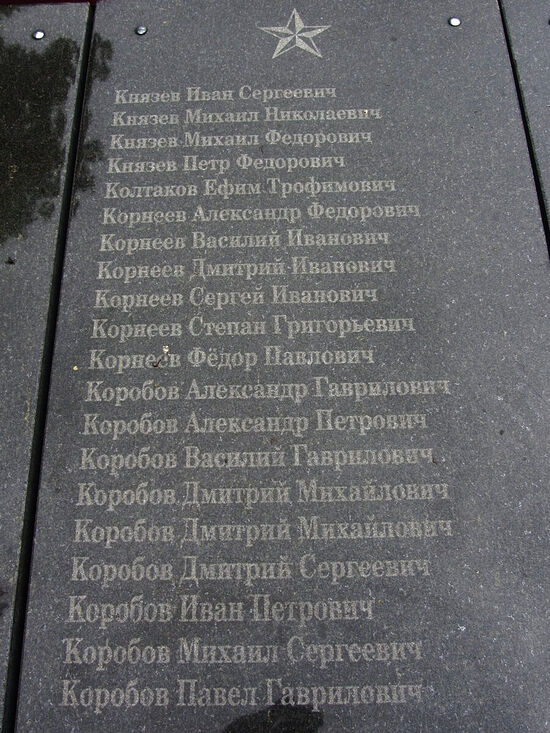 Князев Иван Сергеевич
Князев Михаил Николаевич
Князев Михаил Федорович
Князев Петр Федорович
Колтаков Ефим Трофимович
Корнеев Александр Федорович
Корнеев Василий Иванович
Корнеев Дмитрий Иванович
Корнеев Сергей Иванович
Корнеев Степан Григорьевич
Корнеев Фёдор Павлович
Коробов Александр Гаврилович
Коробов Александр Петрович
Коробов Василий Гаврилович
Коробов Дмитрий Михайлович
Коробов Дмитрий Михайлович
Коробов Дмитрий Сергеевич
Коробов Иван Петрович
Коробов Михаил Сергеевич
Коробов Павел Гаврилович